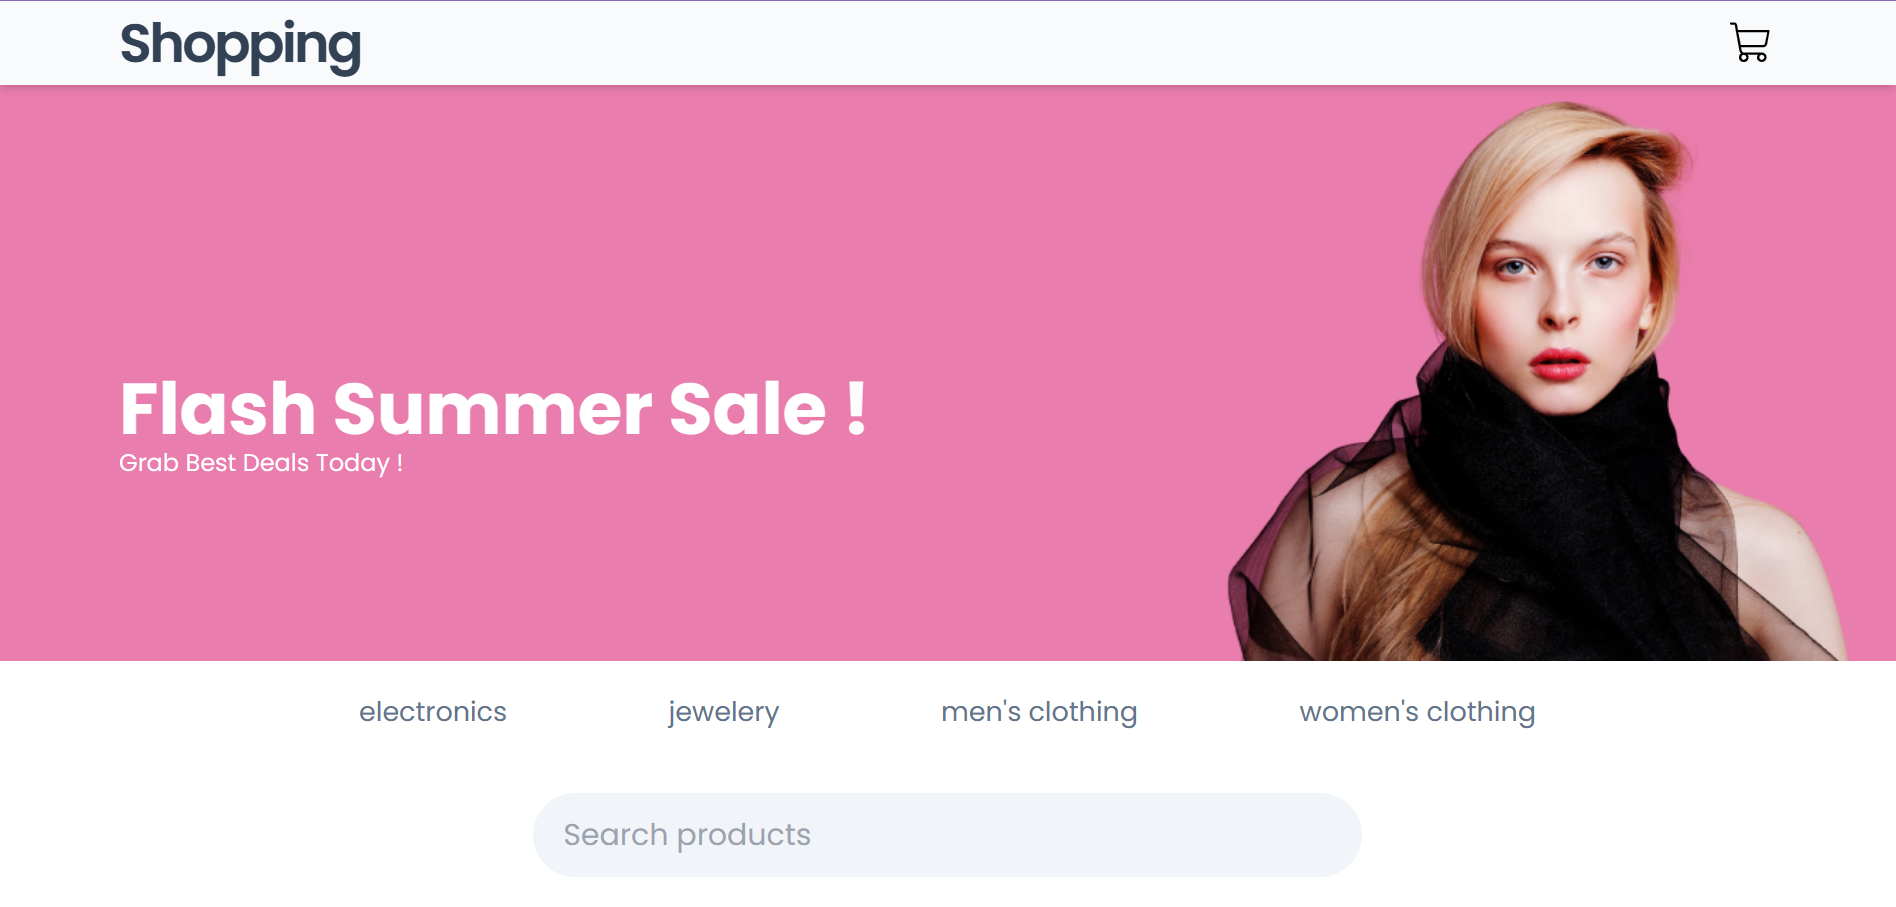 Shopping
Flash Summer Sale !
Grab Best Deals Today !
electronics
jewelery
men's clothing
women's clothing
Search products